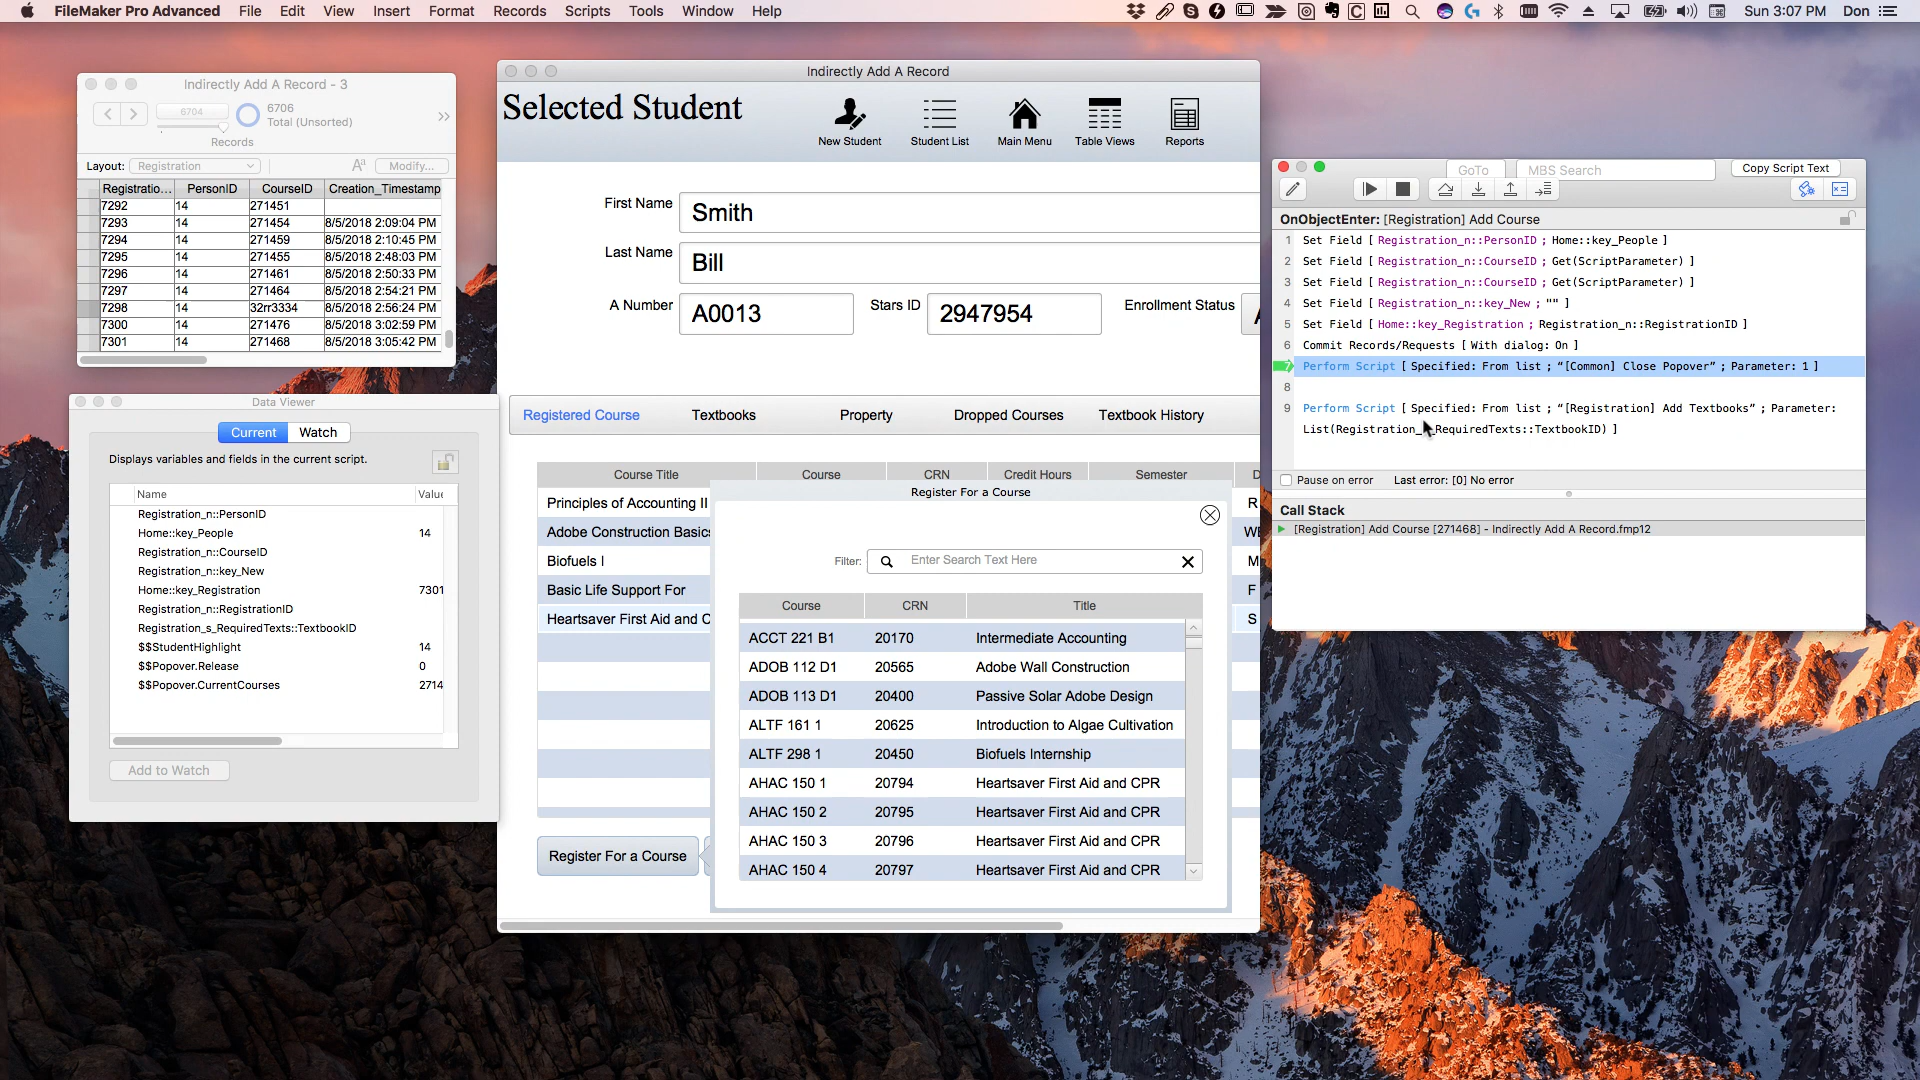 FileMaker Pro Advanced File Edit View Insert Format Records Scripts Tools Window Help
Sun 3:07 PM Don
Indirectly Add A Record - 3
6704
6706
Total (Unsorted)
Records
Layout: Registration
Modify...
Registratio... PersonID CourseID Creation_Timestamp
7292 14 271451
7293 14 271454 8/5/2018 2:09:04 PM
7294 14 271459 8/5/2018 2:10:45 PM
7295 14 271455 8/5/2018 2:48:03 PM
7296 14 271461 8/5/2018 2:50:33 PM
7297 14 271464 8/5/2018 2:54:21 PM
7298 14 32rr3334 8/5/2018 2:56:24 PM
7300 14 271476 8/5/2018 3:02:59 PM
7301 14 271468 8/5/2018 3:05:42 PM
Data Viewer
Current Watch
Displays variables and fields in the current script.
Name Value
Registration_n::PersonID
Home::key_People 14
Registration_n::CourseID
Registration_n::key_New
Home::key_Registration 7301
Registration_n::RegistrationID
Registration_s_RequiredTexts::TextbookID
$$StudentHighlight 14
$$Popover.Release 0
$$Popover.CurrentCourses 2714
Add to Watch
Indirectly Add A Record
Selected Student
New Student Student List Main Menu Table Views Reports
First Name Smith
Last Name Bill
A Number A0013 Stars ID 2947954 Enrollment Status
Registered Course Textbooks Property Dropped Courses Textbook History
Course Title Course CRN Credit Hours Semester D
Principles of Accounting II R
Adobe Construction Basics
Biofuels I M
Basic Life Support For F
Heartsaver First Aid and C S
Register For a Course
Register For a Course
Filter: Enter Search Text Here
Course CRN Title
ACCT 221 B1 20170 Intermediate Accounting
ADOB 112 D1 20565 Adobe Wall Construction
ADOB 113 D1 20400 Passive Solar Adobe Design
ALTF 161 1 20625 Introduction to Algae Cultivation
ALTF 298 1 20450 Biofuels Internship
AHAC 150 1 20794 Heartsaver First Aid and CPR
AHAC 150 2 20795 Heartsaver First Aid and CPR
AHAC 150 3 20796 Heartsaver First Aid and CPR
AHAC 150 4 20797 Heartsaver First Aid and CPR
GoTo MBS Search Copy Script Text
OnObjectEnter: [Registration] Add Course
1 Set Field [ Registration_n::PersonID ; Home::key_People ]
2 Set Field [ Registration_n::CourseID ; Get(ScriptParameter) ]
3 Set Field [ Registration_n::CourseID ; Get(ScriptParameter) ]
4 Set Field [ Registration_n::key_New ; "" ]
5 Set Field [ Home::key_Registration ; Registration_n::RegistrationID ]
6 Commit Records/Requests [ With dialog: On ]
7 Perform Script [ Specified: From list ; “[Common] Close Popover” ; Parameter: 1 ]
8
9 Perform Script [ Specified: From list ; “[Registration] Add Textbooks” ; Parameter:
List(Registration_s_RequiredTexts::TextbookID) ]
Pause on error Last error: [0] No error
Call Stack
[Registration] Add Course [271468] - Indirectly Add A Record.fmp12